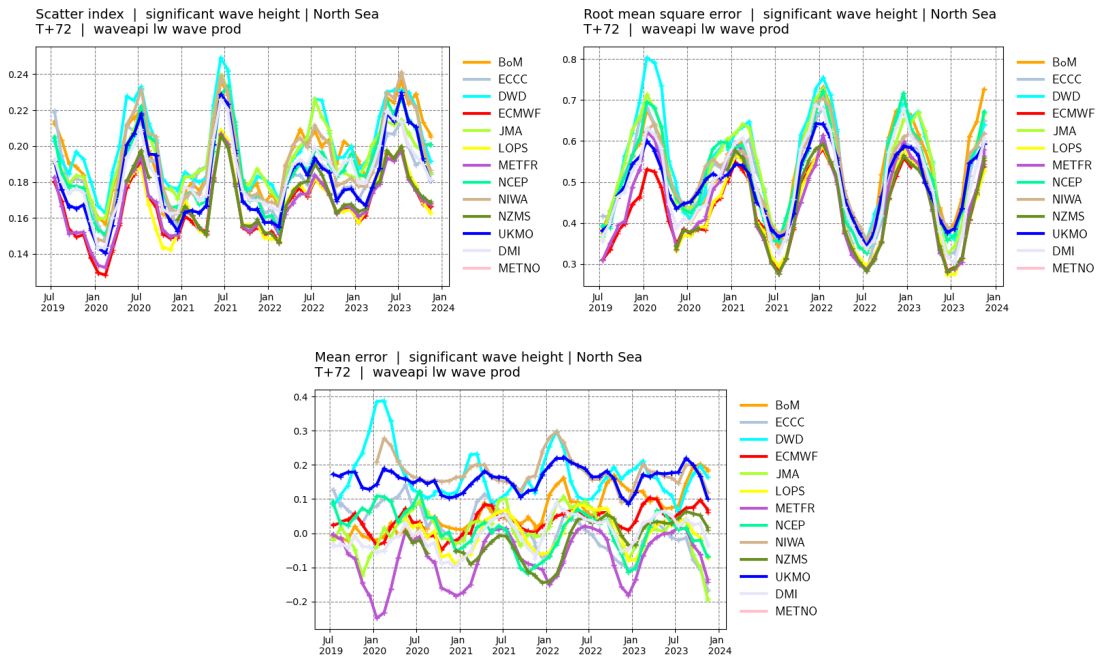 Scatter index | significant wave height | North Sea
T+72 | waveapi lw wave prod
0.24
0.22
0.20
0.18
0.16
0.14
Jul 2019
Jan 2020
Jul 2020
Jan 2021
Jul 2021
Jan 2022
Jul 2022
Jan 2023
Jul 2023
Jan 2024
BoM
ECCC
DWD
ECMWF
JMA
LOPS
METFR
NCEP
NIWA
NZMS
UKMO
DMI
METNO
Root mean square error | significant wave height | North Sea
T+72 | waveapi lw wave prod
0.8
0.7
0.6
0.5
0.4
0.3
Jul 2019
Jan 2020
Jul 2020
Jan 2021
Jul 2021
Jan 2022
Jul 2022
Jan 2023
Jul 2023
Jan 2024
BoM
ECCC
DWD
ECMWF
JMA
LOPS
METFR
NCEP
NIWA
NZMS
UKMO
DMI
METNO
Mean error | significant wave height | North Sea
T+72 | waveapi lw wave prod
0.4
0.3
0.2
0.1
0.0
−0.1
−0.2
Jul 2019
Jan 2020
Jul 2020
Jan 2021
Jul 2021
Jan 2022
Jul 2022
Jan 2023
Jul 2023
Jan 2024
BoM
ECCC
DWD
ECMWF
JMA
LOPS
METFR
NCEP
NIWA
NZMS
UKMO
DMI
METNO